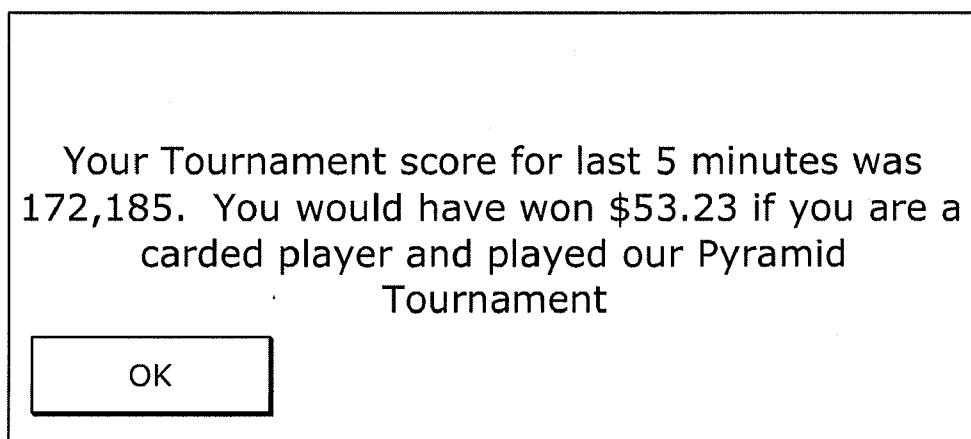 Your Tournament score for last 5 minutes was
172,185.  You would have won $53.23 if you are a
carded player and played our Pyramid
Tournament
OK